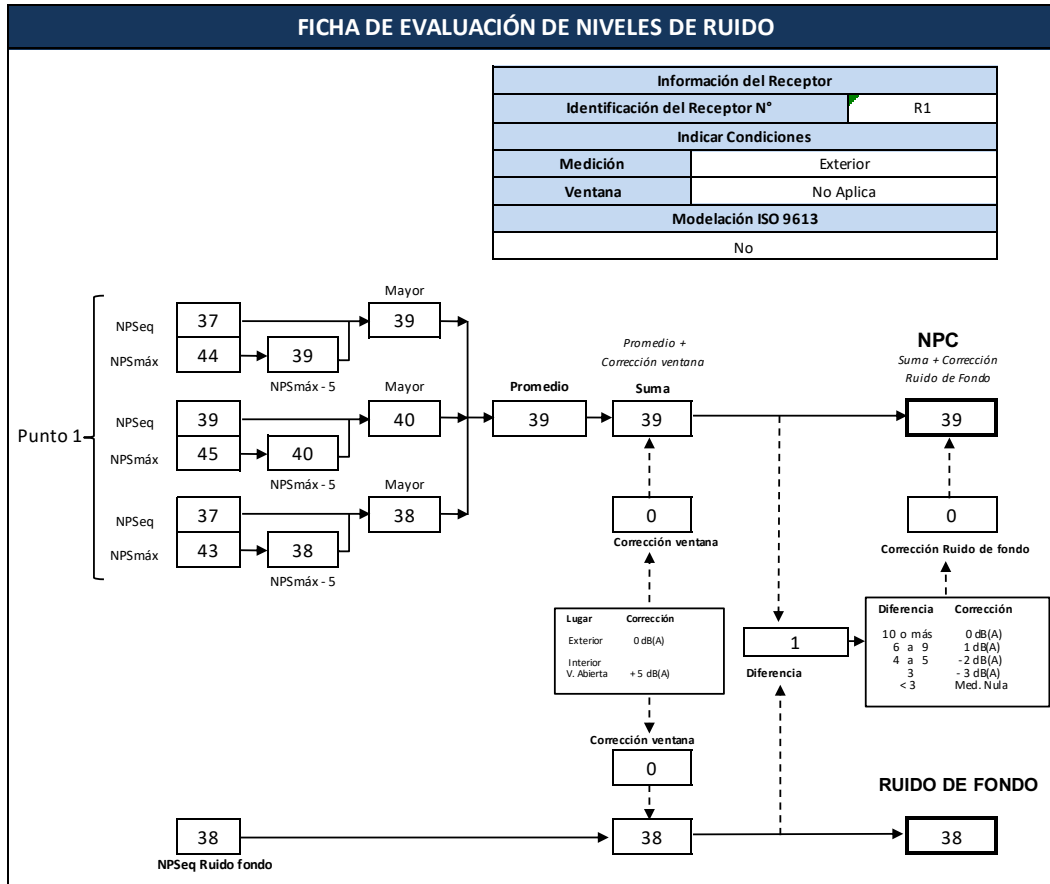 FICHA DE EVALUACIÓN DE NIVELES DE RUIDO
Información del Receptor
Identificación del Receptor N° R1
Indicar Condiciones
Medición Exterior
Ventana No Aplica
Modelación ISO 9613
No
Punto 1
Mayor
NPSeq 37 39
NPSmáx 44 39
NPSmáx - 5
Mayor
NPSeq 39 40
NPSmáx 45 40
NPSmáx - 5
Mayor
NPSeq 37 38
NPSmáx 43 38
NPSmáx - 5
Promedio
39
Promedio +
Corrección ventana
Suma
39
0
Corrección ventana
NPC
Suma + Corrección
Ruido de Fondo
39
0
Corrección Ruido de fondo
Lugar Corrección
Exterior 0 dB(A)
Interior
V. Abierta + 5 dB(A)
1
Diferencia
Diferencia Corrección
10 o más 0 dB(A)
6 a 9 1 dB(A)
4 a 5 -2 dB(A)
3 - 3 dB(A)
< 3 Med. Nula
Corrección ventana
0
RUIDO DE FONDO
38 38 38
NPSeq Ruido fondo